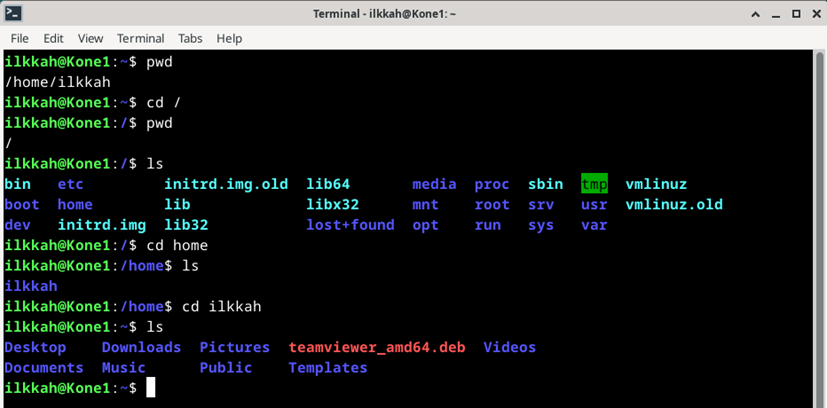 Terminal - ilkkah@Kone1: ~
File Edit View Terminal Tabs Help
ilkkah@Kone1:~$ pwd
/home/ilkkah
ilkkah@Kone1:~$ cd /
ilkkah@Kone1:/$ pwd
/
ilkkah@Kone1:/$ ls
bin   etc         initrd.img.old  lib64       media  proc  sbin  tmp  vmlinuz
boot  home        lib             libx32      mnt    root  srv   usr  vmlinuz.old
dev   initrd.img  lib32           lost+found  opt    run   sys   var
ilkkah@Kone1:/$ cd home
ilkkah@Kone1:/home$ ls
ilkkah
ilkkah@Kone1:/home$ cd ilkkah
ilkkah@Kone1:~$ ls
Desktop    Downloads  Pictures  teamviewer_amd64.deb  Videos
Documents  Music      Public    Templates
ilkkah@Kone1:~$